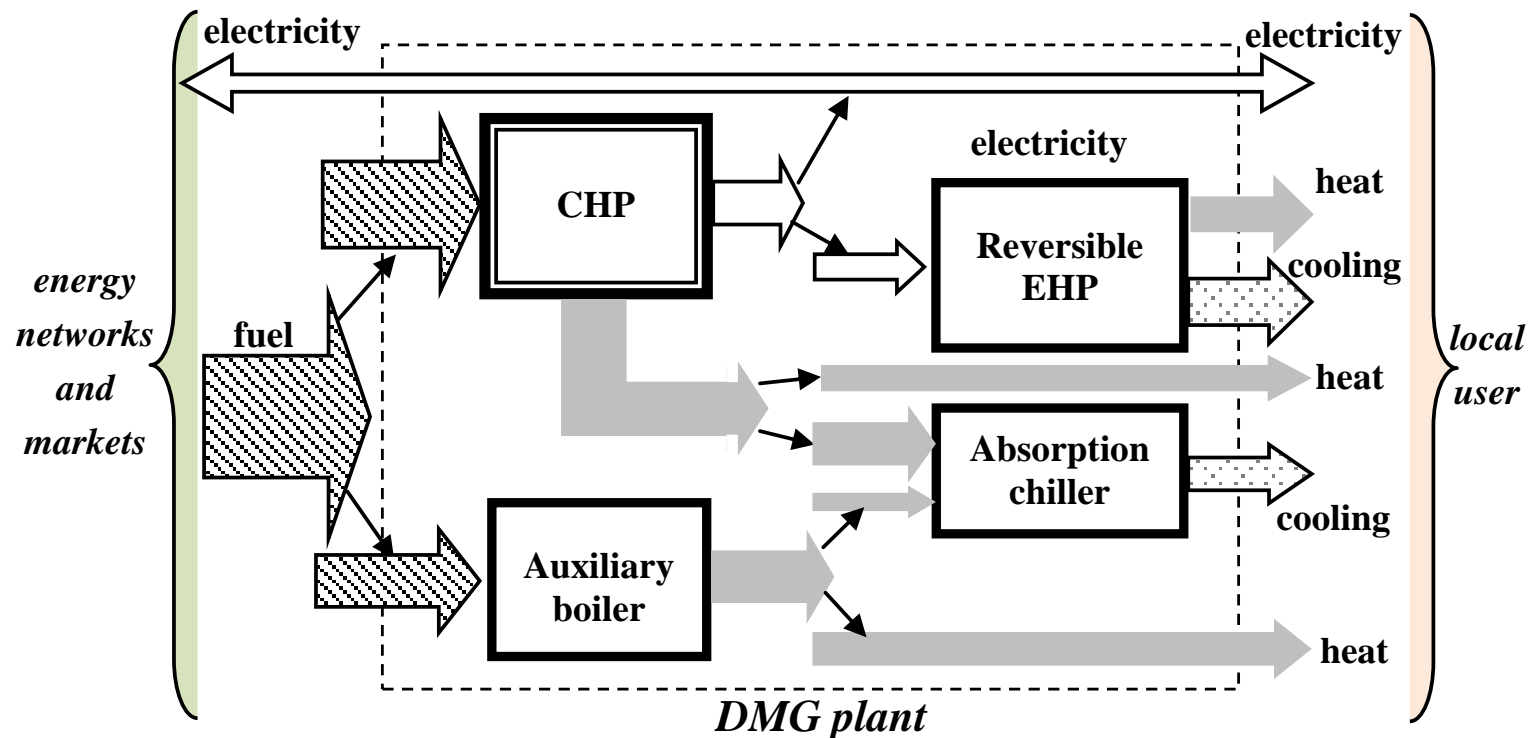 electricity
electricity
electricity
CHP
heat
Reversible
EHP
cooling
energy
networks
and
markets
fuel
local
user
heat
Absorption
chiller
cooling
Auxiliary
boiler
heat
DMG plant